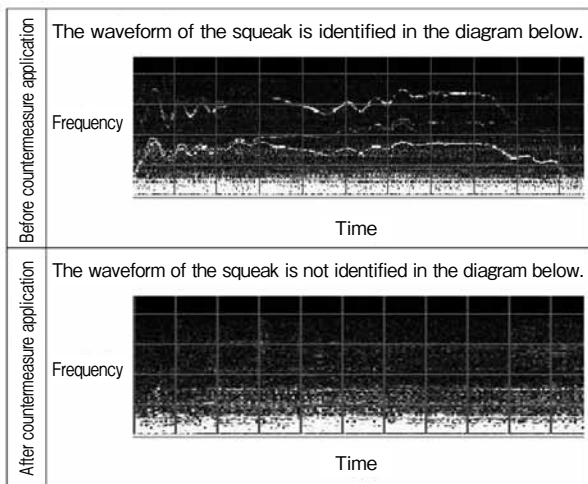 Before countermeasure application
The waveform of the squeak is identified in the diagram below.
Frequency
Time
After countermeasure application
The waveform of the squeak is not identified in the diagram below.
Frequency
Time